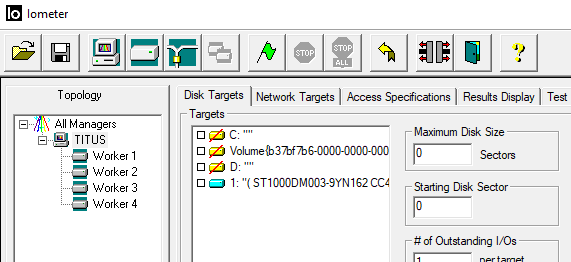 Iometer
STOP
STOP
ALL
Topology
All Managers
TITUS
Worker 1
Worker 2
Worker 3
Worker 4
Disk Targets
Network Targets
Access Specifications
Results Display
Test
Targets
C: ""
Volume{b37bf7b6-0000-0000-000
D: ""
1: "( ST1000DM003-9YN162 CC4
Maximum Disk Size
0 Sectors
Starting Disk Sector
0
# of Outstanding I/Os
1 per target